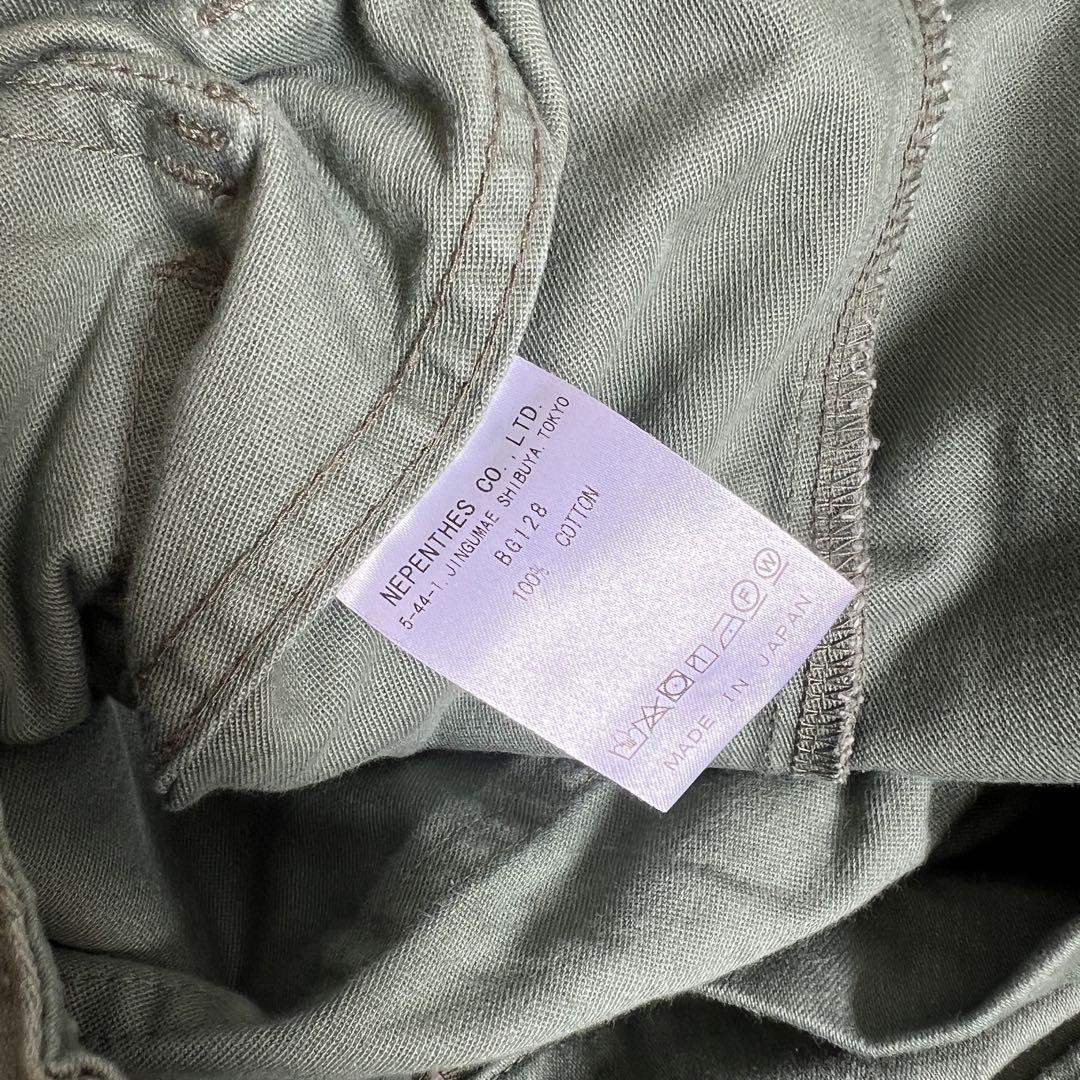 NEPENTHES CO., LTD.
5-44-1, JINGUMAE SHIBUYA, TOKYO
BG128
100% COTTON
F W
MADE IN JAPAN